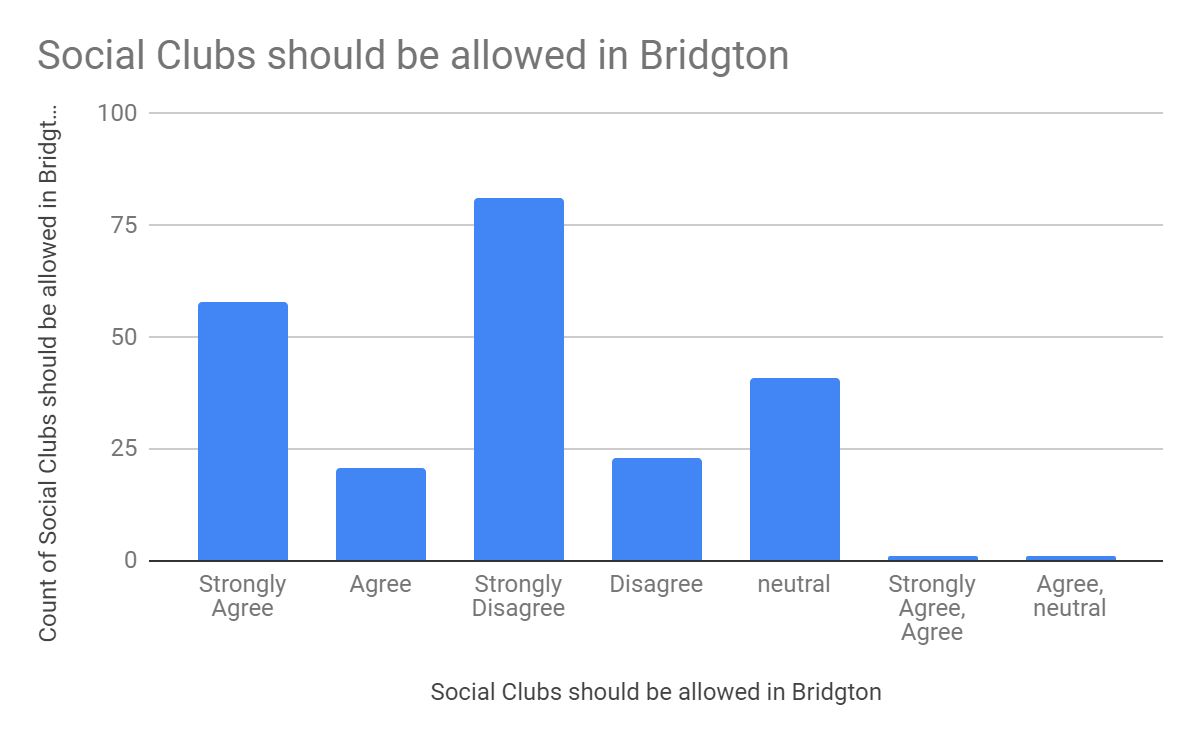 Social Clubs should be allowed in Bridgton
Count of Social Clubs should be allowed in Bridgt...
100
75
50
25
0
Strongly
Agree
Agree
Strongly
Disagree
Disagree
neutral
Strongly
Agree,
Agree
Agree,
neutral
Social Clubs should be allowed in Bridgton